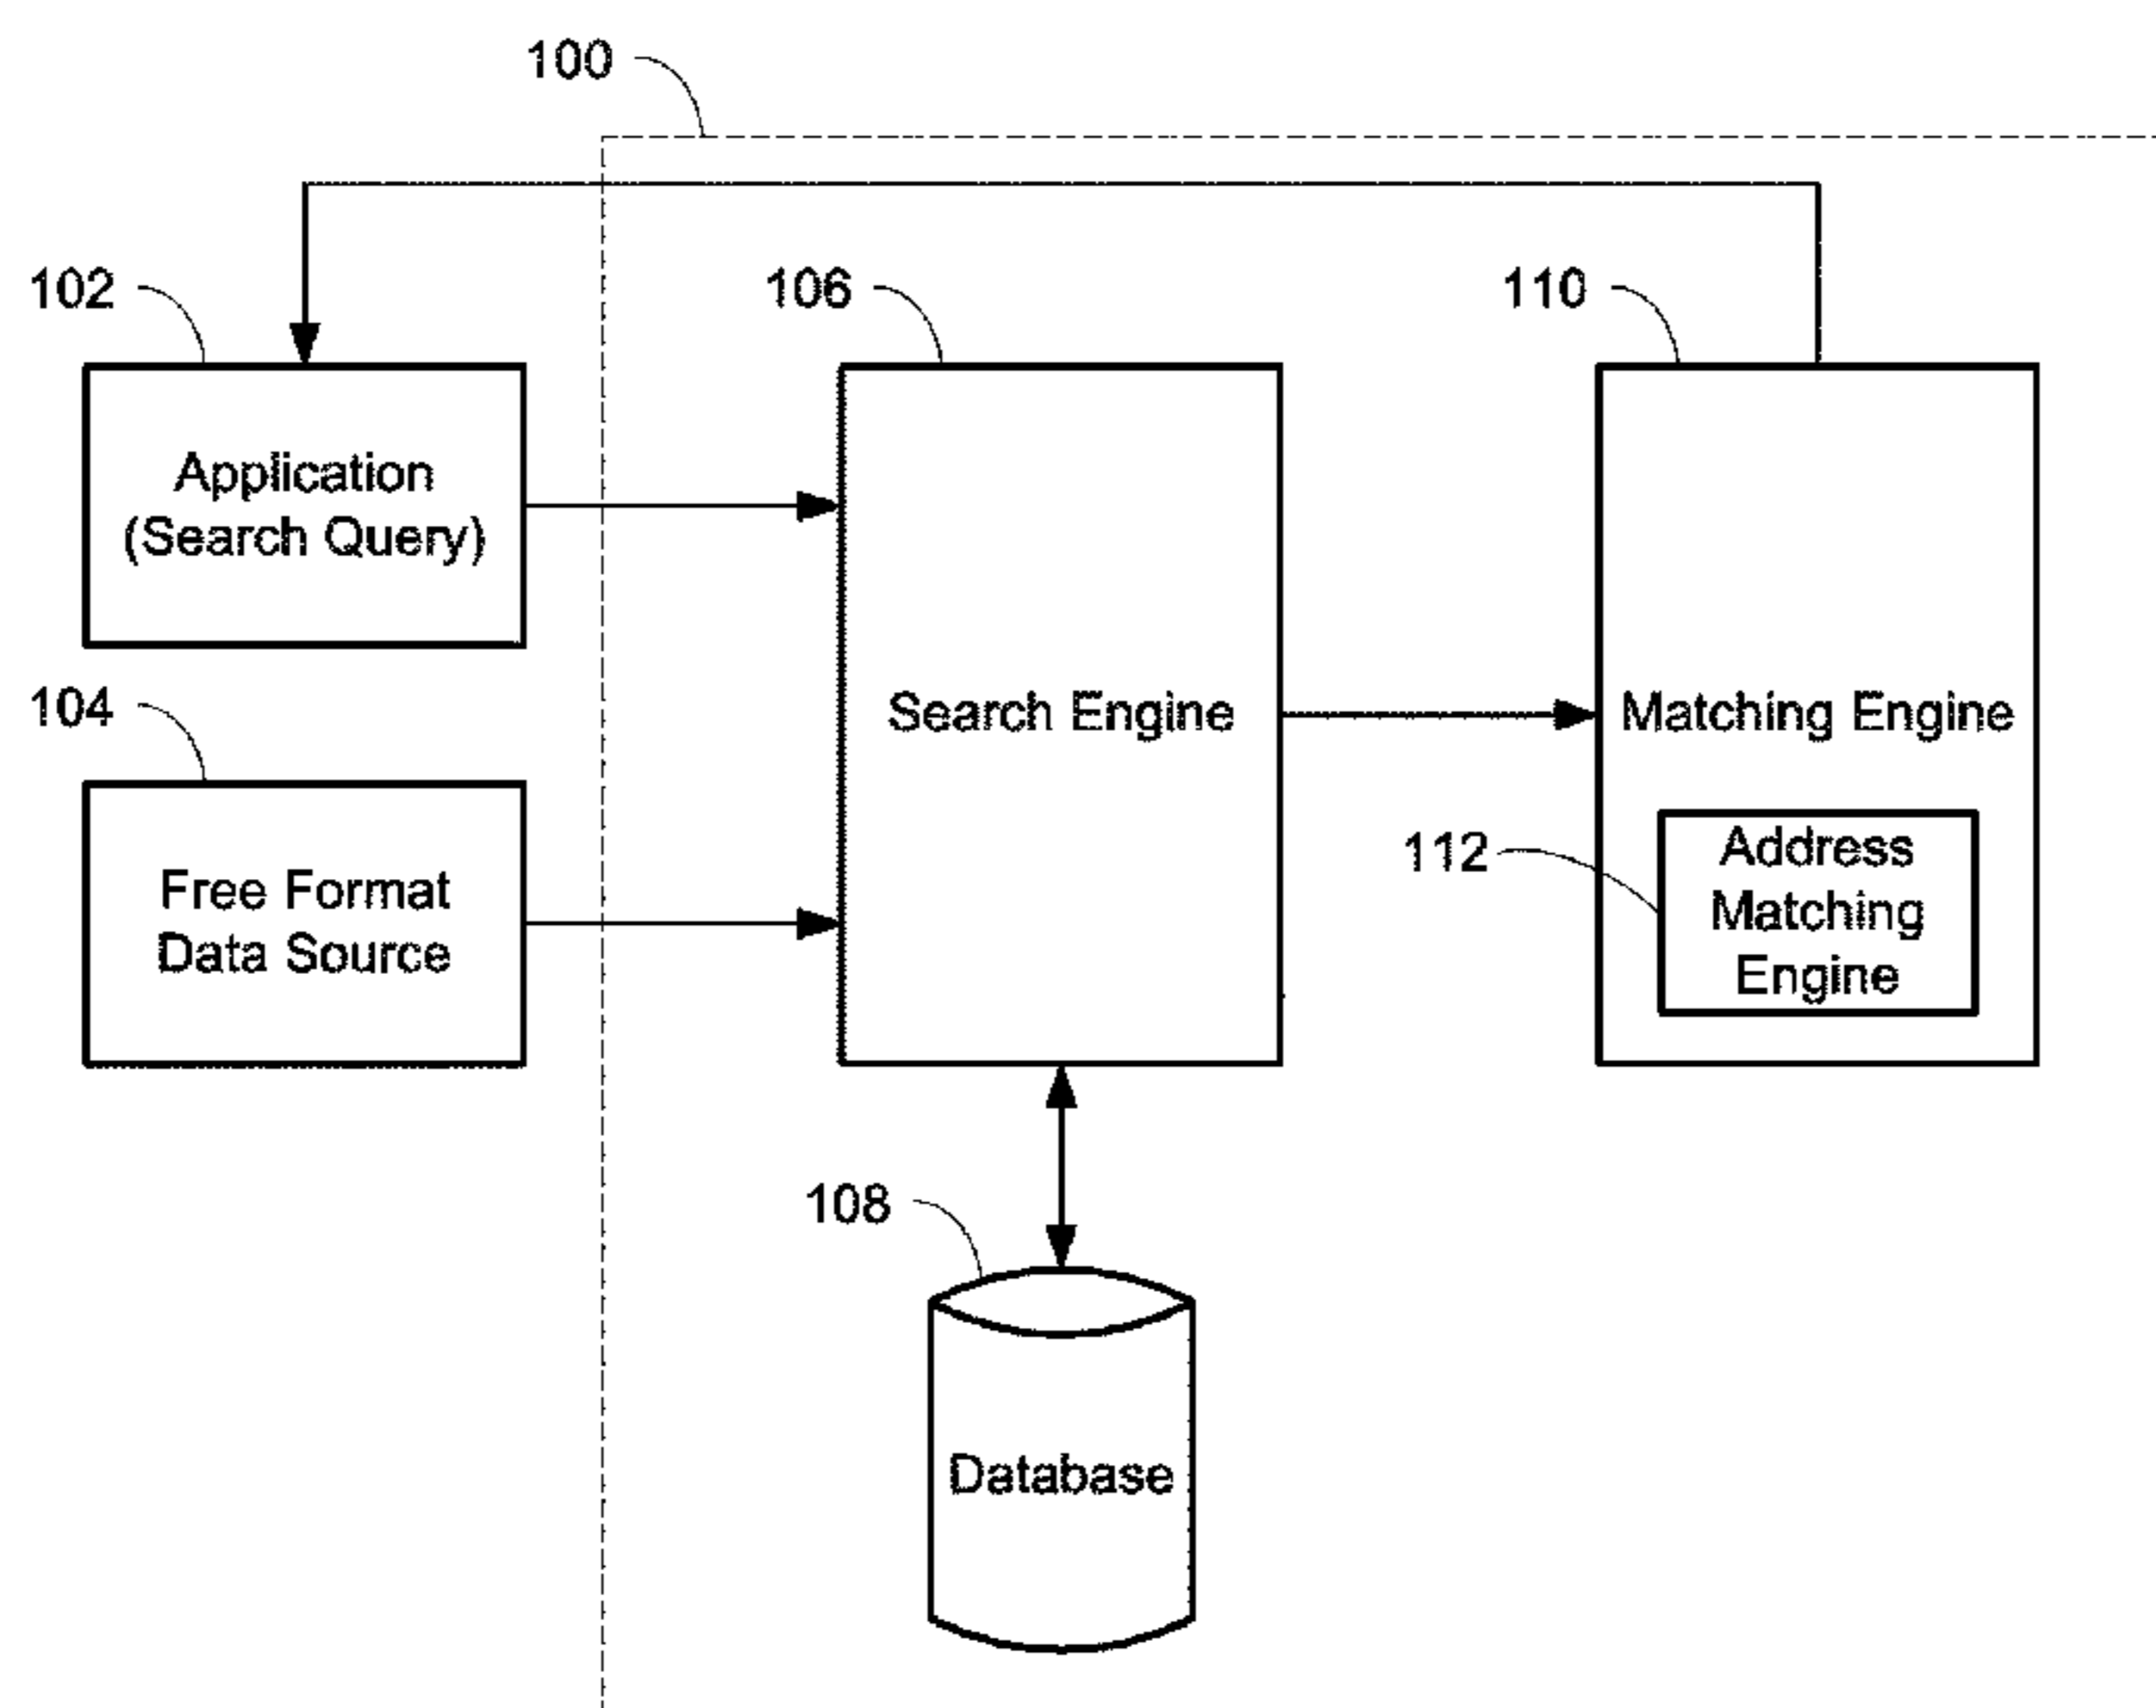 100
102
106
110
Application
(Search Query)
104
Search Engine
Matching Engine
Free Format
Data Source
112
Address
Matching
Engine
108
Database